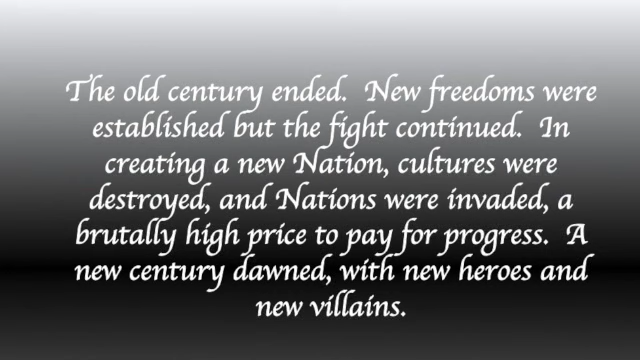 The old century ended.  New freedoms were
established but the fight continued.  In
creating a new Nation, cultures were
destroyed, and Nations were invaded, a
brutally high price to pay for progress.  A
new century dawned, with new heroes and
new villains.